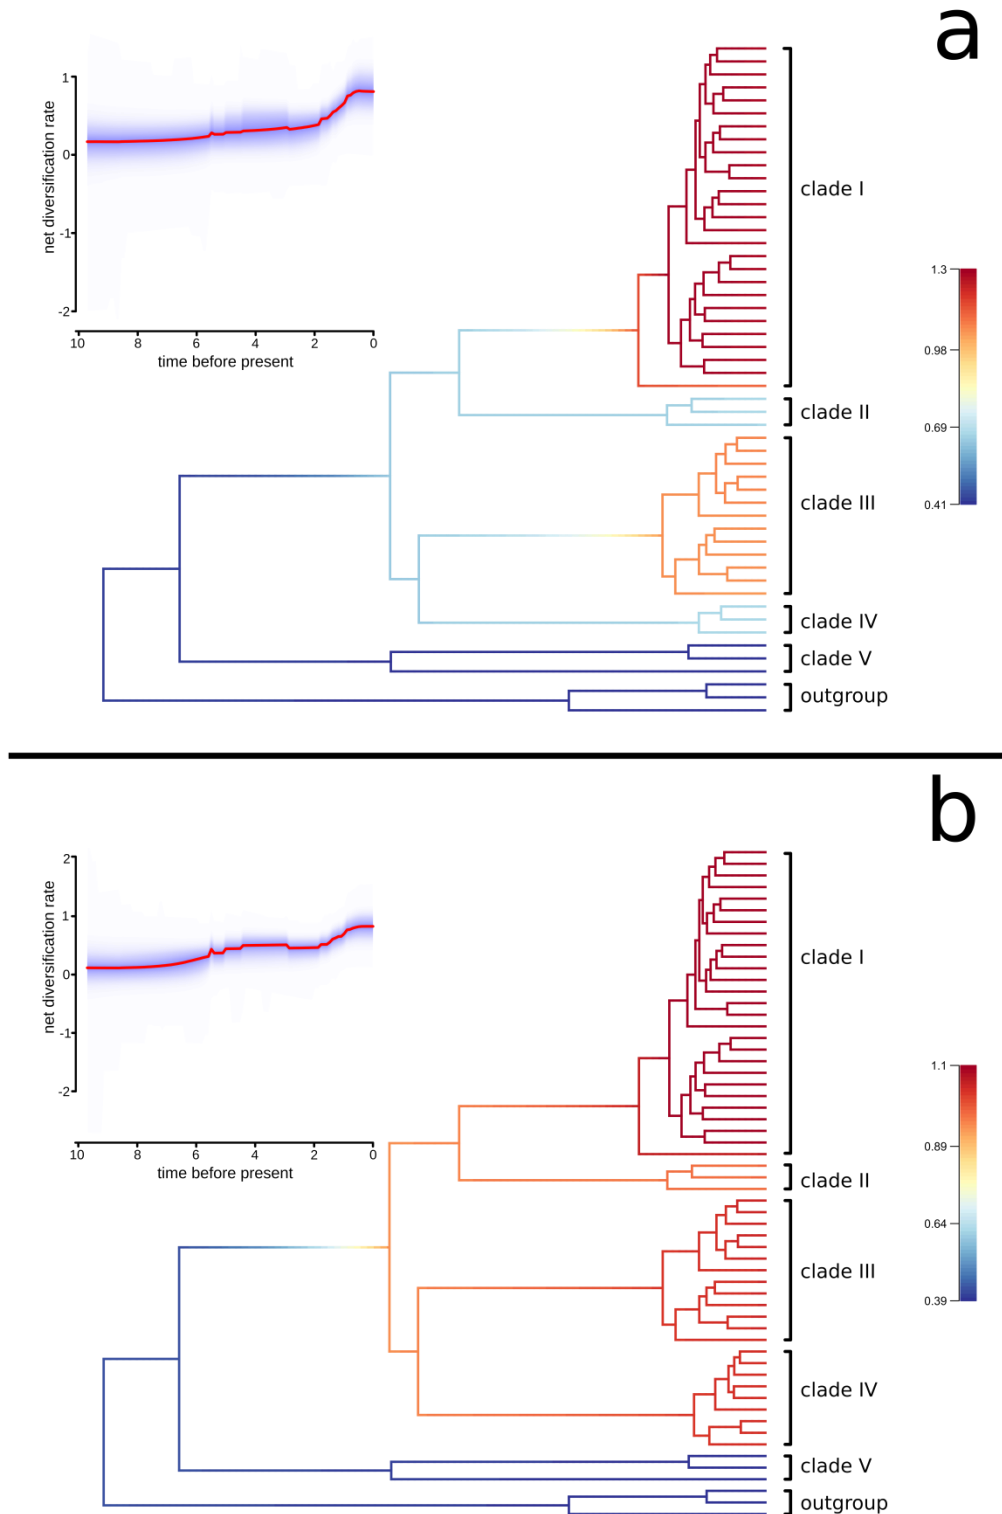 a
net diversification rate
1
0
-1
-2
10 8 6 4 2 0
time before present
clade I
clade II
clade III
clade IV
clade V
outgroup
1.3
0.98
0.69
0.41
b
net diversification rate
2
1
0
-1
-2
10 8 6 4 2 0
time before present
clade I
clade II
clade III
clade IV
clade V
outgroup
1.1
0.89
0.64
0.39